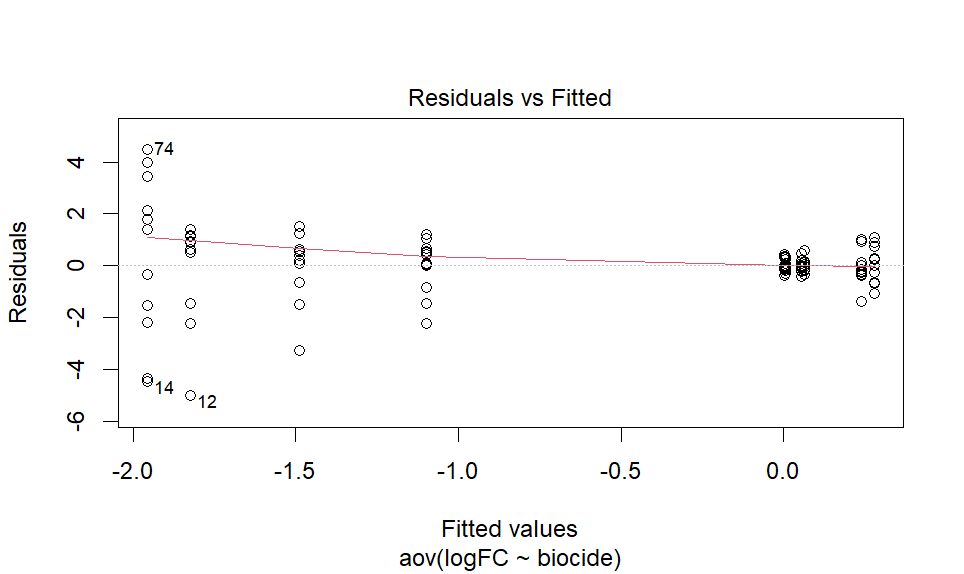 Residuals vs Fitted
Residuals
4
2
0
-2
-4
-6
74
14
12
-2.0 -1.5 -1.0 -0.5 0.0
Fitted values
aov(logFC ~ biocide)